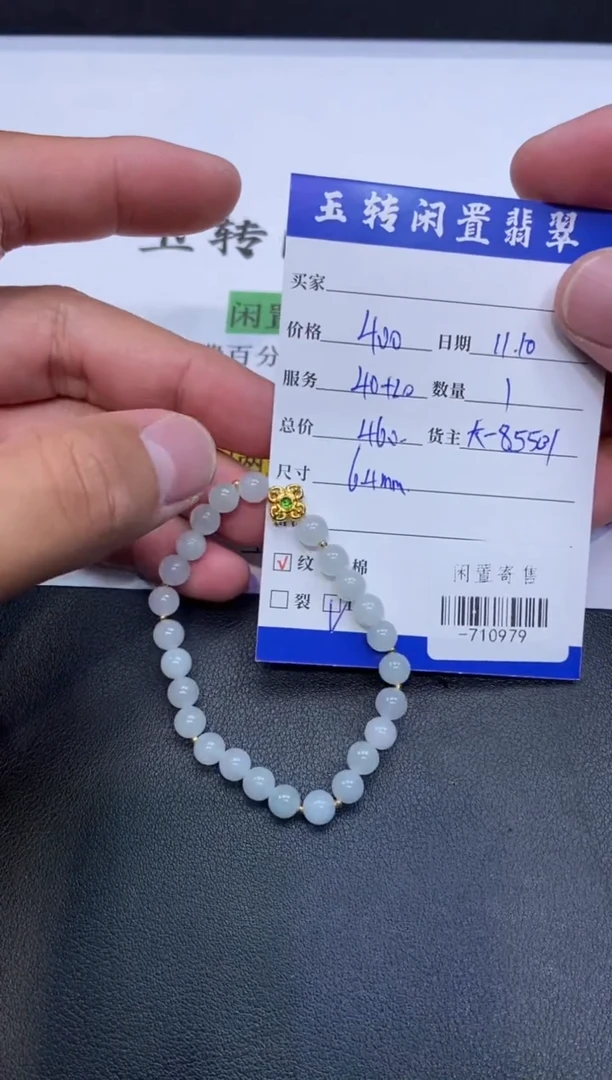 玉转闲置翡翠
买家
价格 400 日期 11.10
服务 40+20 数量 1
总价 460 货主 K-85501
尺寸 6.4mm
纹 棉
裂
闲置寄售
-710979
玉转
闲置
百分